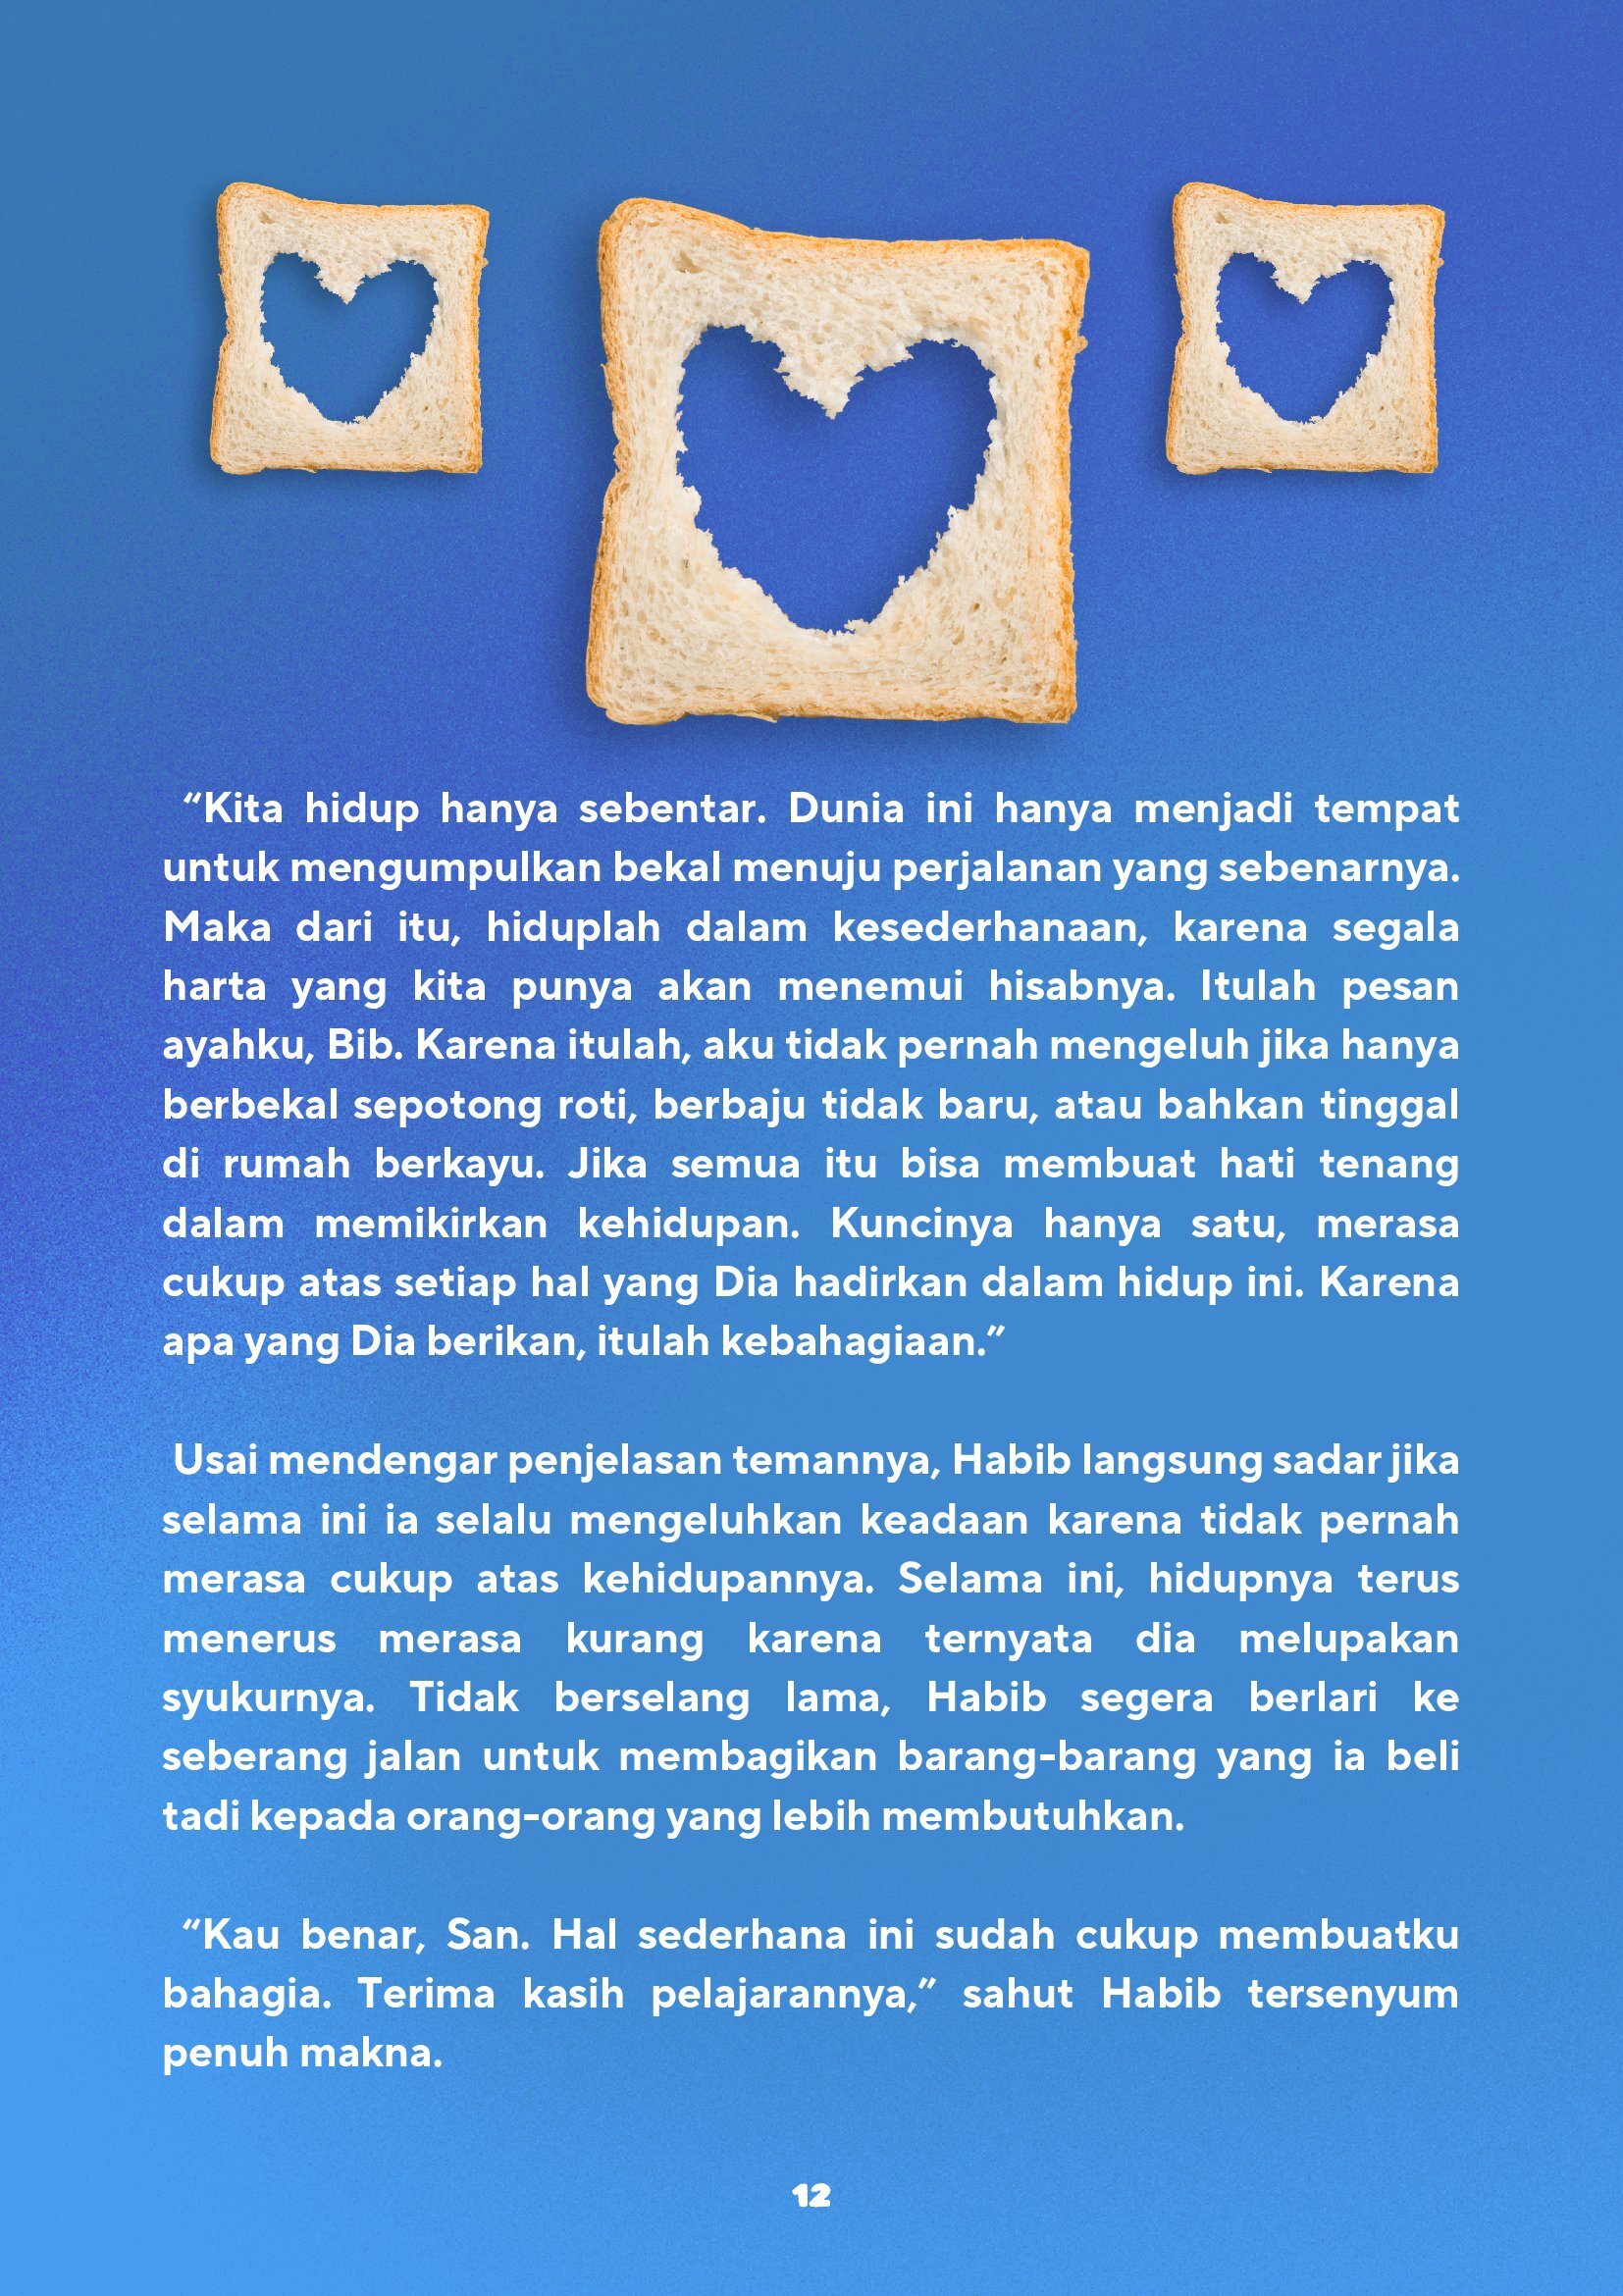 “Kita hidup hanya sebentar. Dunia ini hanya menjadi tempat
untuk mengumpulkan bekal menuju perjalanan yang sebenarnya.
Maka dari itu, hiduplah dalam kesederhanaan, karena segala
harta yang kita punya akan menemui hisabnya. Itulah pesan
ayahku, Bib. Karena itulah, aku tidak pernah mengeluh jika hanya
berbekal sepotong roti, berbaju tidak baru, atau bahkan tinggal
di rumah berkayu. Jika semua itu bisa membuat hati tenang
dalam memikirkan kehidupan. Kuncinya hanya satu, merasa
cukup atas setiap hal yang Dia hadirkan dalam hidup ini. Karena
apa yang Dia berikan, itulah kebahagiaan.”
Usai mendengar penjelasan temannya, Habib langsung sadar jika
selama ini ia selalu mengeluhkan keadaan karena tidak pernah
merasa cukup atas kehidupannya. Selama ini, hidupnya terus
menerus merasa kurang karena ternyata dia melupakan
syukurnya. Tidak berselang lama, Habib segera berlari ke
seberang jalan untuk membagikan barang-barang yang ia beli
tadi kepada orang-orang yang lebih membutuhkan.
“Kau benar, San. Hal sederhana ini sudah cukup membuatku
bahagia. Terima kasih pelajarannya,” sahut Habib tersenyum
penuh makna.
12